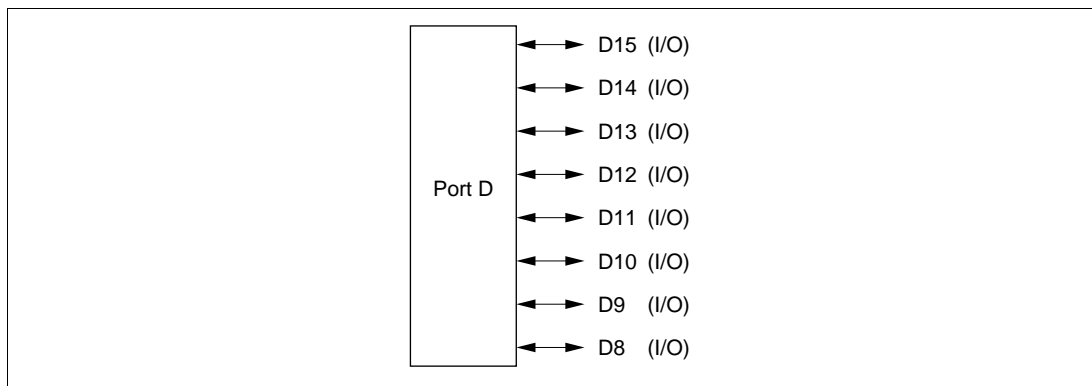 Port D
D15 (I/O)
D14 (I/O)
D13 (I/O)
D12 (I/O)
D11 (I/O)
D10 (I/O)
D9 (I/O)
D8 (I/O)